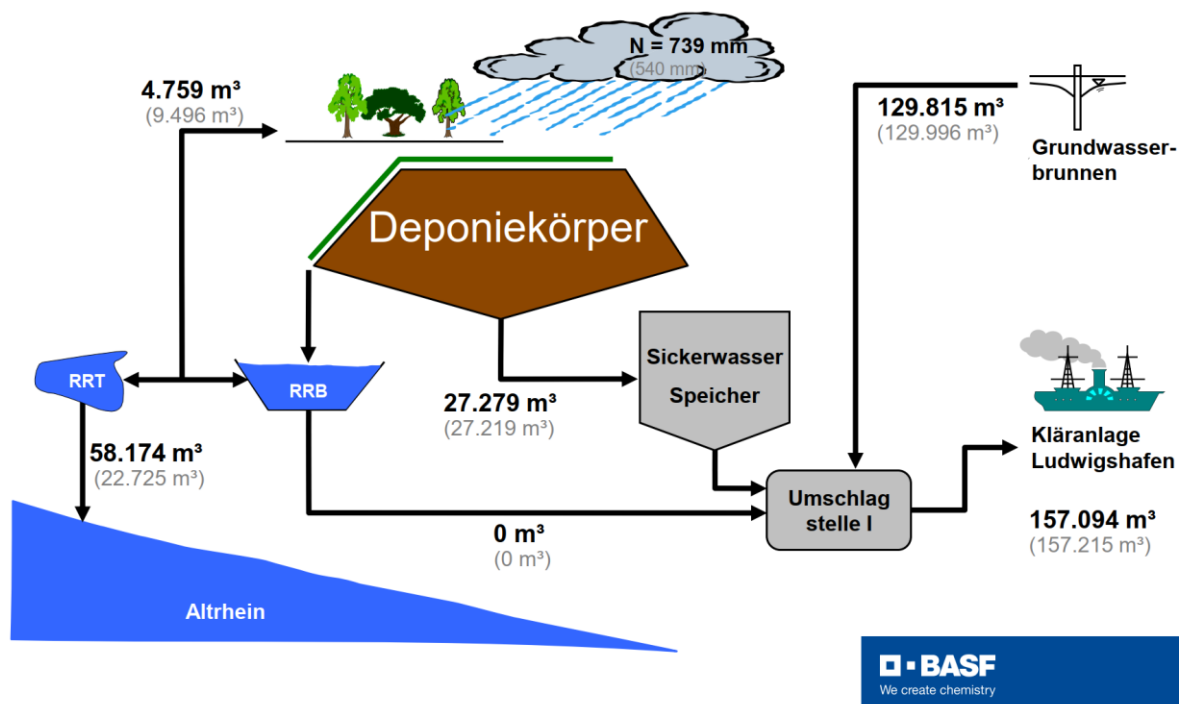 N = 739 mm
(540 mm)
4.759 m³
(9.496 m³)
129.815 m³
(129.996 m³)
Grundwasser-
brunnen
Deponiekörper
Sickerwasser
Speicher
RRT
RRB
27.279 m³
(27.219 m³)
Kläranlage
Ludwigshafen
58.174 m³
(22.725 m³)
Umschlag
stelle I
157.094 m³
(157.215 m³)
0 m³
(0 m³)
Altrhein
BASF
We create chemistry